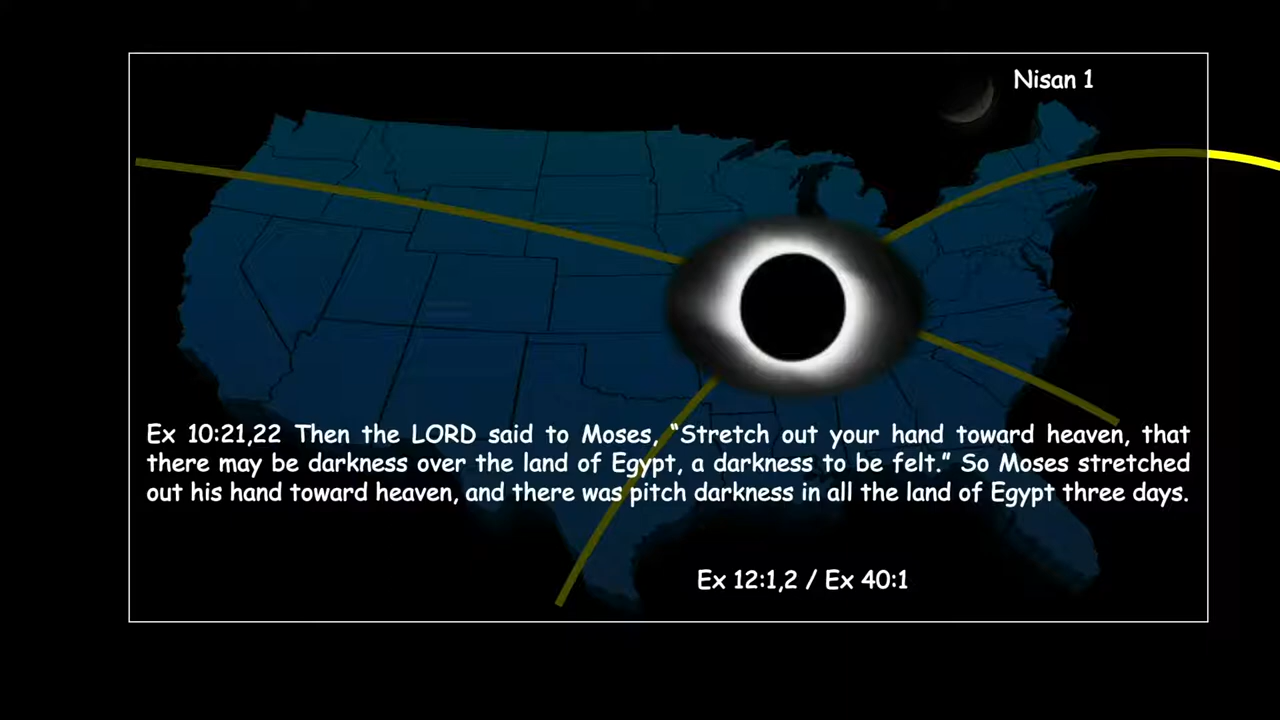 Nisan 1
Ex 10:21,22 Then the LORD said to Moses, “Stretch out your hand toward heaven, that
there may be darkness over the land of Egypt, a darkness to be felt.” So Moses stretched
out his hand toward heaven, and there was pitch darkness in all the land of Egypt three days.
Ex 12:1,2 / Ex 40:1